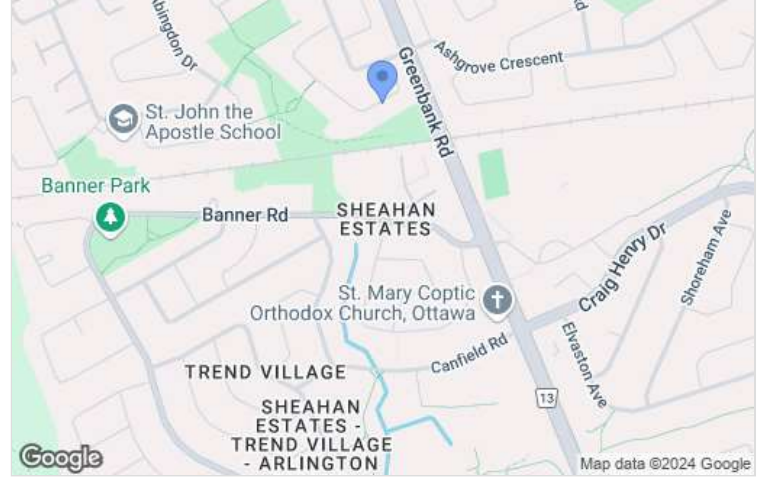 Abingdon Dr
Rd
Ashgrove Crescent
Greenbank Rd
St. John the
Apostle School
Banner Park
Banner Rd
SHEAHAN
ESTATES
Craig Henry Dr
Shoreham Ave
St. Mary Coptic
Orthodox Church, Ottawa
Elvaston Ave
Canfield Rd
TREND VILLAGE
13
SHEAHAN
ESTATES -
TREND VILLAGE
- ARLINGTON
Google
Map data ©2024 Google